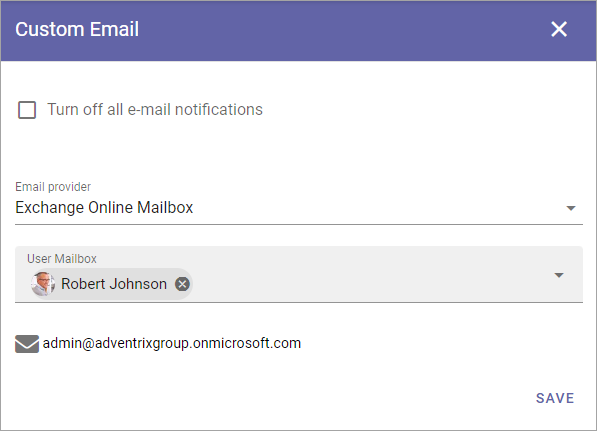 Custom Email
Turn off all e-mail notifications
Email provider
Exchange Online Mailbox
User Mailbox
Robert Johnson
admin@adventrixgroup.onmicrosoft.com
SAVE